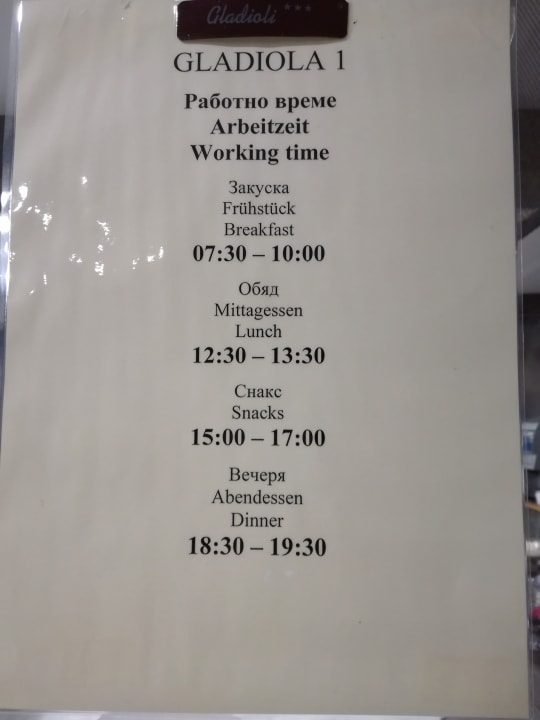 Gladioli ***
GLADIOLA 1
Работно време
Arbeitzeit
Working time
Закуска
Frühstück
Breakfast
07:30 – 10:00
Обяд
Mittagessen
Lunch
12:30 – 13:30
Снакс
Snacks
15:00 – 17:00
Вечеря
Abendessen
Dinner
18:30 – 19:30